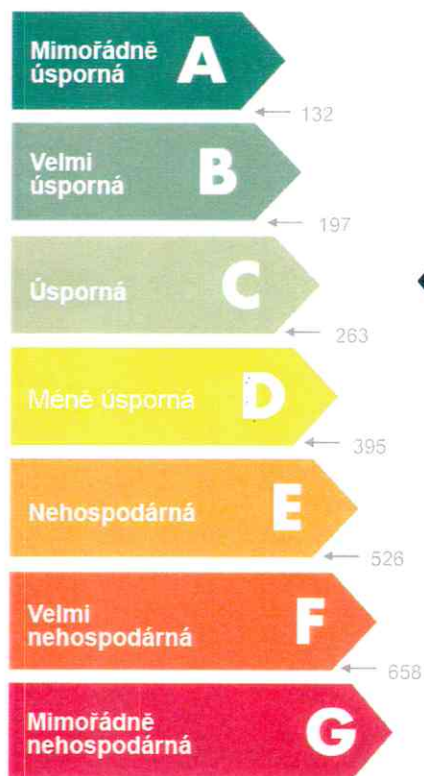 Mimořádně
úsporná
A
132
Velmi
úsporná
B
197
Úsporná
C
263
Méně úsporná
D
395
Nehospodárná
E
526
Velmi
nehospodárná
F
658
Mimořádně
nehospodárná
G